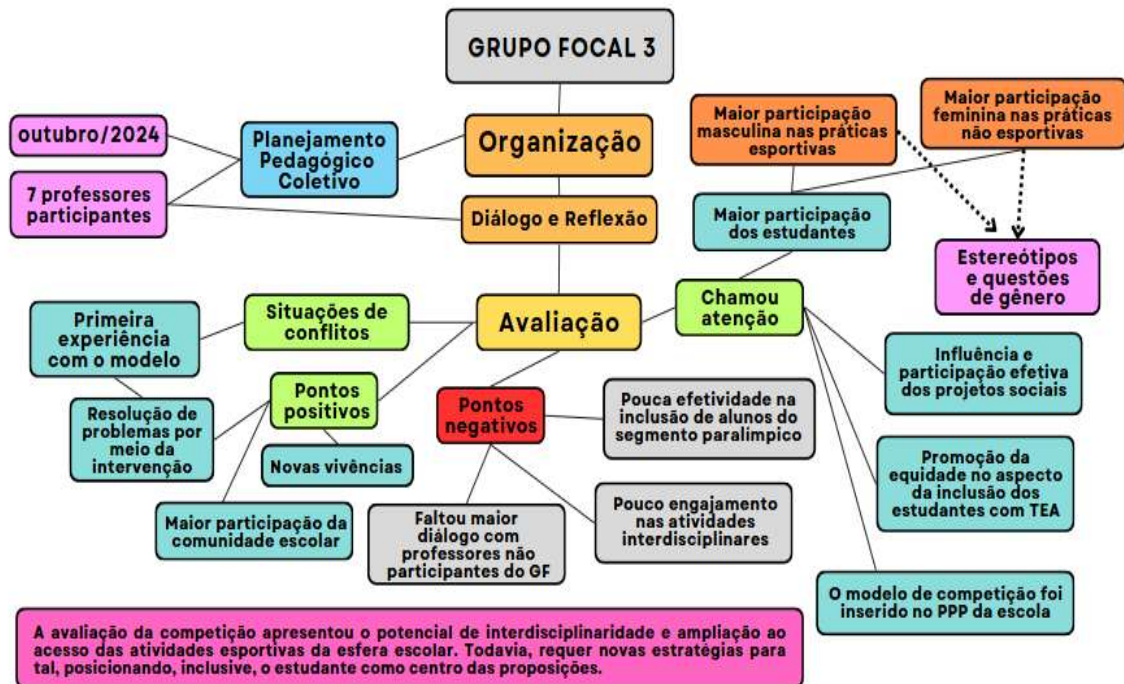 GRUPO FOCAL 3
outubro/2024
7 professores
participantes
Planejamento
Pedagógico
Coletivo
Organização
Diálogo e Reflexão
Maior participação
masculina nas práticas
esportivas
Maior participação
feminina nas práticas
não esportivas
Maior participação
dos estudantes
Estereótipos
e questões
de gênero
Primeira
experiência
com o modelo
Situações de
conflitos
Avaliação
Chamou
atenção
Resolução de
problemas por
meio da
intervenção
Pontos
positivos
Novas vivências
Maior participação da
comunidade escolar
Pontos
negativos
Pouca efetividade na
inclusão de alunos do
segmento paralímpico
Faltou maior
diálogo com
professores não
participantes do GF
Pouco engajamento
nas atividades
interdisciplinares
Influência e
participação efetiva
dos projetos sociais
Promoção da
equidade no aspecto
da inclusão dos
estudantes com TEA
O modelo de competição foi
inserido no PPP da escola
A avaliação da competição apresentou o potencial de interdisciplinaridade e ampliação ao
acesso das atividades esportivas da esfera escolar. Todavia, requer novas estratégias para
tal, posicionando, inclusive, o estudante como centro das proposições.